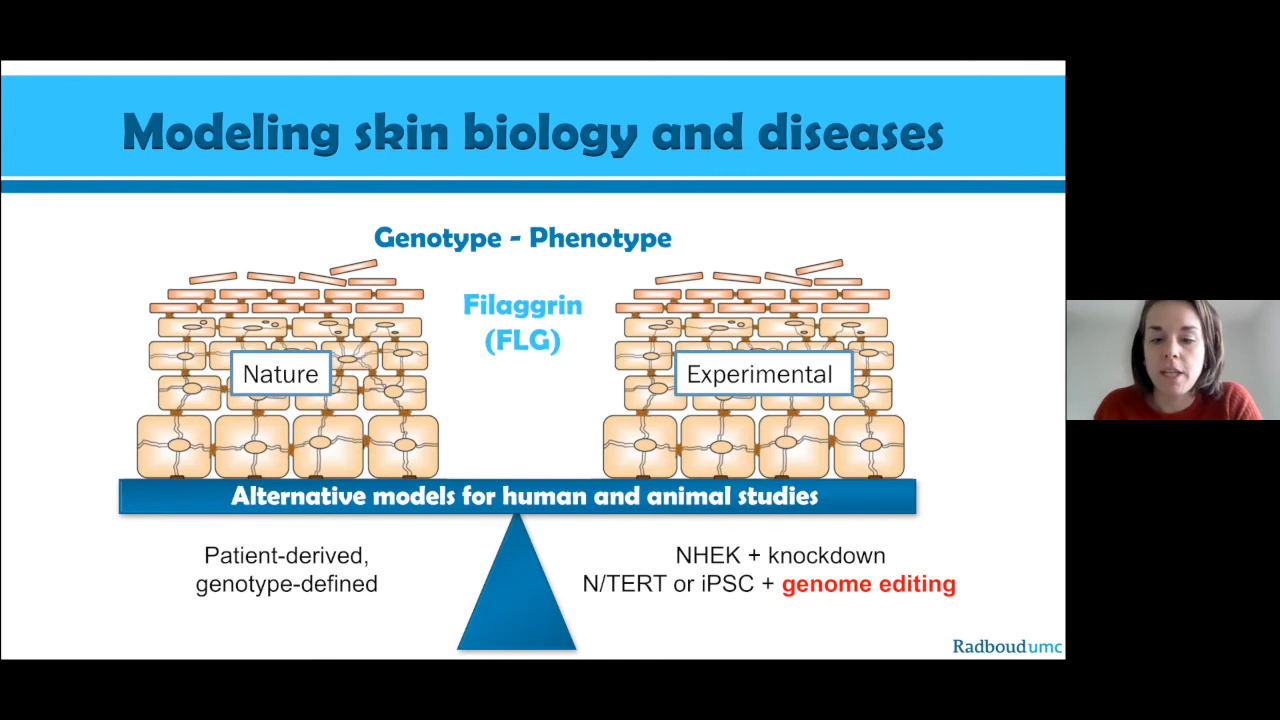 Modeling skin biology and diseases
Genotype - Phenotype
Filaggrin
(FLG)
Nature
Experimental
Alternative models for human and animal studies
Patient-derived,
genotype-defined
NHEK + knockdown
N/TERT or iPSC + genome editing
Radboudumc